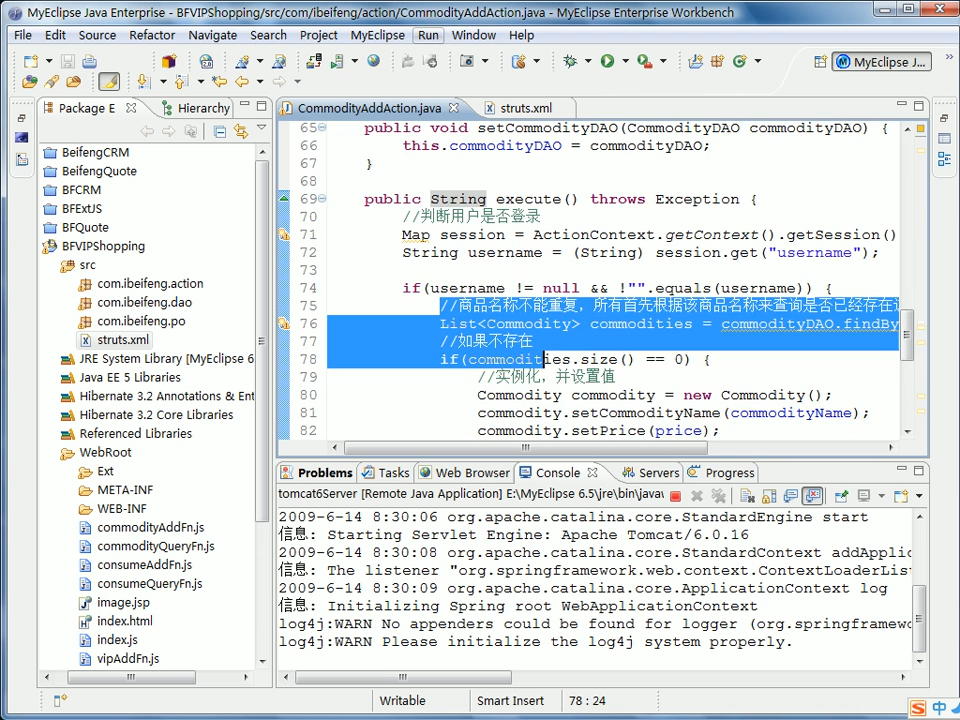 MyEclipse Java Enterprise - BFVIPShopping/src/com/ibeifeng/action/CommodityAddAction.java - MyEclipse Enterprise Workbench
File Edit Source Refactor Navigate Search Project MyEclipse Run Window Help
MyEclipse J...
Package E
Hierarchy
BeifengCRM
BeifengQuote
BFCRM
BFExtJS
BFQuote
BFVIPShopping
src
com.ibeifeng.action
com.ibeifeng.dao
com.ibeifeng.po
struts.xml
JRE System Library [MyEclipse 6
Java EE 5 Libraries
Hibernate 3.2 Annotations & Ent
Hibernate 3.2 Core Libraries
Referenced Libraries
WebRoot
Ext
META-INF
WEB-INF
commodityAddFn.js
commodityQueryFn.js
consumeAddFn.js
consumeQueryFn.js
image.jsp
index.html
index.js
vipAddFn.js
CommodityAddAction.java
struts.xml
65 public void setCommodityDAO(CommodityDAO commodityDAO) {
66 this.commodityDAO = commodityDAO;
67 }
68
69 public String execute() throws Exception {
70 //判断用户是否登录
71 Map session = ActionContext.getContext().getSession()
72 String username = (String) session.get("username");
73
74 if(username != null && !"".equals(username)) {
75 //商品名称不能重复，所有首先根据该商品名称来查询是否已经存在
76 List<Commodity> commodities = commodityDAO.findBy
77 //如果不存在
78 if(commodities.size() == 0) {
79 //实例化，并设置值
80 Commodity commodity = new Commodity();
81 commodity.setCommodityName(commodityName);
82 commodity.setPrice(price);
Problems Tasks Web Browser Console Servers Progress
tomcat6Server [Remote Java Application] E:\MyEclipse 6.5\jre\bin\javaw
2009-6-14 8:30:06 org.apache.catalina.core.StandardEngine start
信息: Starting Servlet Engine: Apache Tomcat/6.0.16
2009-6-14 8:30:08 org.apache.catalina.core.StandardContext addApplic
信息: The listener "org.springframework.web.context.ContextLoaderList
2009-6-14 8:30:09 org.apache.catalina.core.ApplicationContext log
信息: Initializing Spring root WebApplicationContext
log4j:WARN No appenders could be found for logger (org.springframewo
log4j:WARN Please initialize the log4j system properly.
Writable
Smart Insert
78 : 24
中